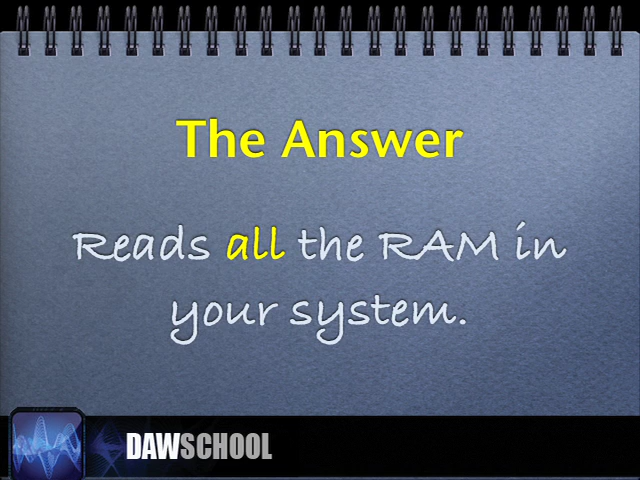 The Answer
Reads all the RAM in
your system.
DAWSCHOOL